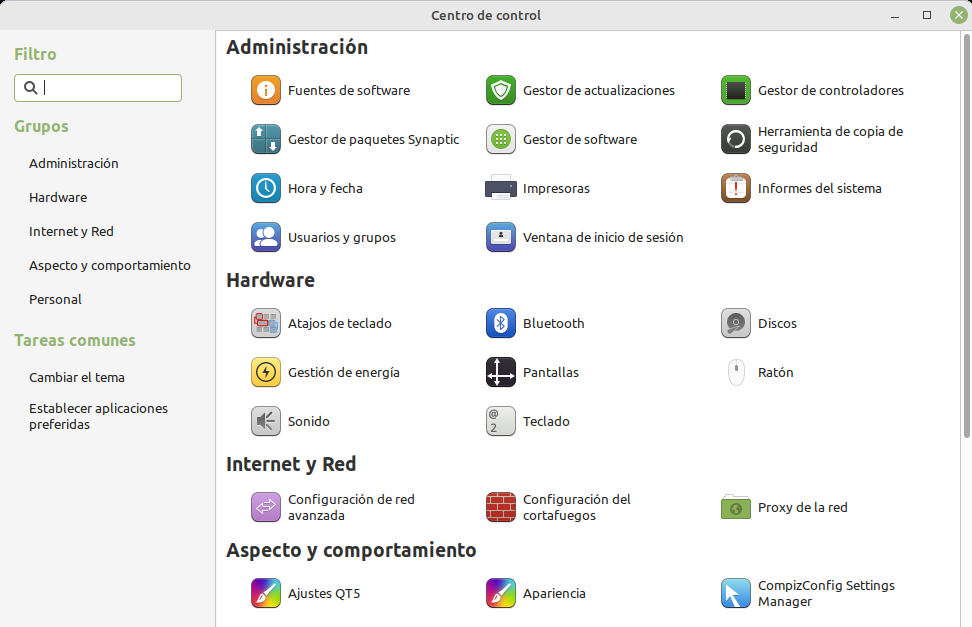 Centro de control
Filtro
Grupos
Administración
Hardware
Internet y Red
Aspecto y comportamiento
Personal
Tareas comunes
Cambiar el tema
Establecer aplicaciones
preferidas
Administración
Fuentes de software
Gestor de actualizaciones
Gestor de controladores
Gestor de paquetes Synaptic
Gestor de software
Herramienta de copia de
seguridad
Hora y fecha
Impresoras
Informes del sistema
Usuarios y grupos
Ventana de inicio de sesión
Hardware
Atajos de teclado
Bluetooth
Discos
Gestión de energía
Pantallas
Ratón
Sonido
@
2
Teclado
Internet y Red
Configuración de red
avanzada
Configuración del
cortafuegos
Proxy de la red
Aspecto y comportamiento
Ajustes QT5
Apariencia
CompizConfig Settings
Manager